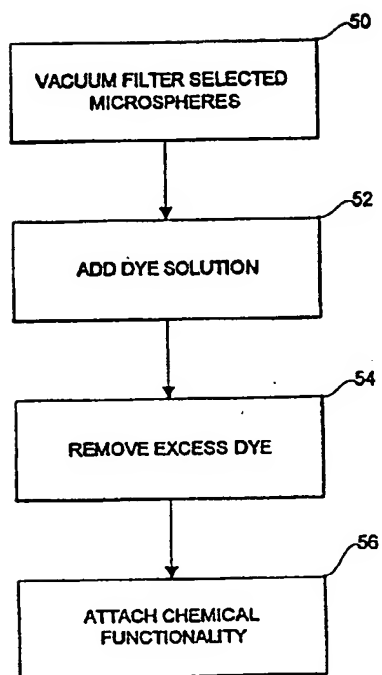 50
VACUUM FILTER SELECTED
MICROSPHERES
52
ADD DYE SOLUTION
54
REMOVE EXCESS DYE
56
ATTACH CHEMICAL
FUNCTIONALITY